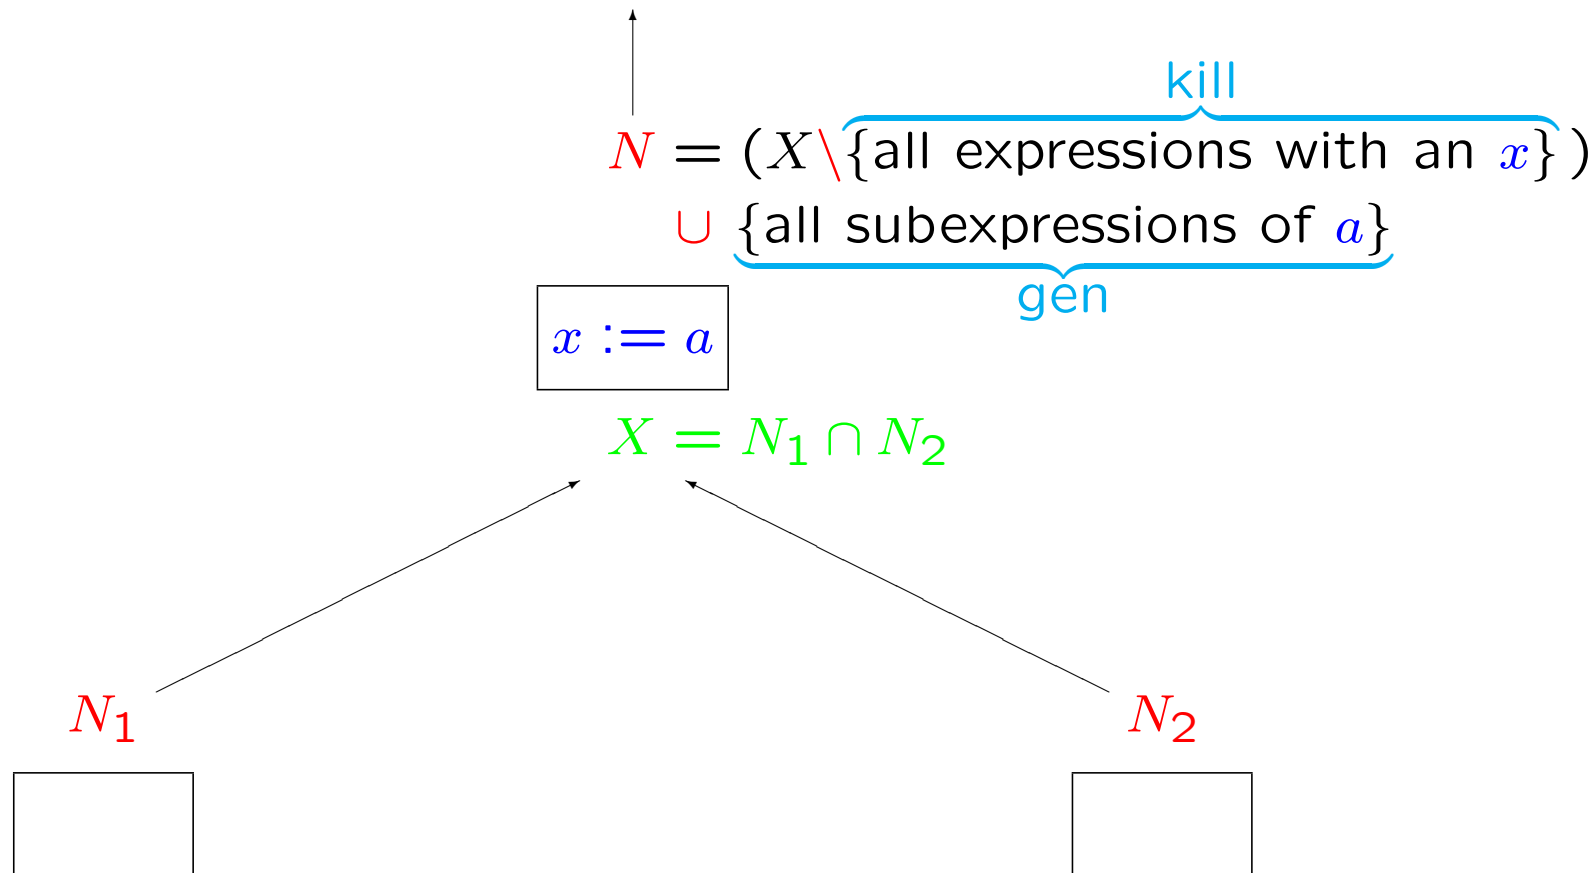 kill
N = (X\{all expressions with an x})
∪ {all subexpressions of a}
gen
x := a
X = N₁ ∩ N₂
N₁ N₂